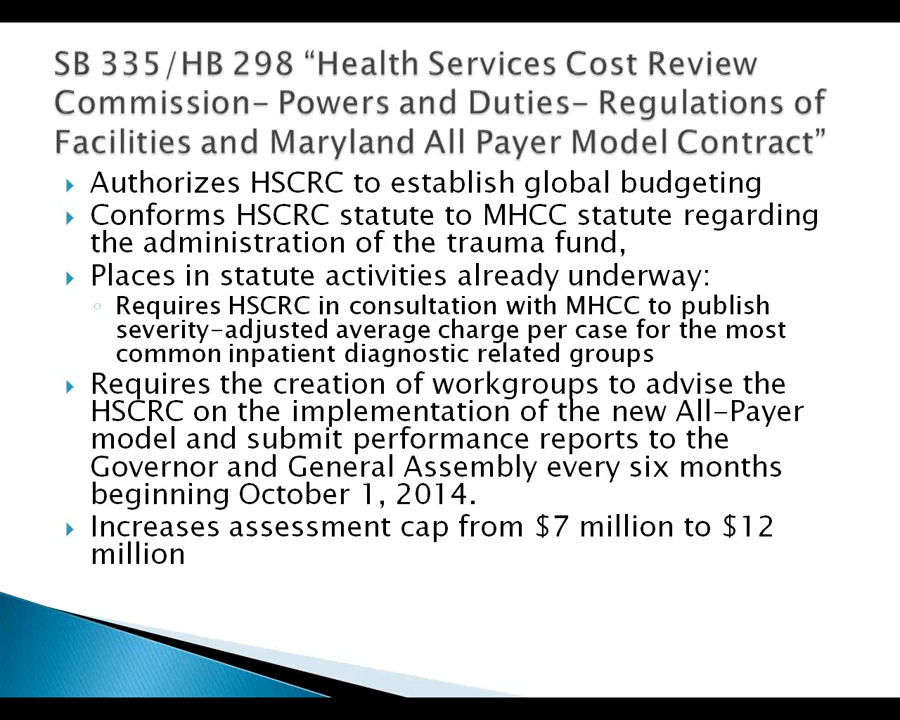 SB 335/HB 298 “Health Services Cost Review
Commission– Powers and Duties– Regulations of
Facilities and Maryland All Payer Model Contract”
Authorizes HSCRC to establish global budgeting
Conforms HSCRC statute to MHCC statute regarding
the administration of the trauma fund,
Places in statute activities already underway:
Requires HSCRC in consultation with MHCC to publish
severity-adjusted average charge per case for the most
common inpatient diagnostic related groups
Requires the creation of workgroups to advise the
HSCRC on the implementation of the new All-Payer
model and submit performance reports to the
Governor and General Assembly every six months
beginning October 1, 2014.
Increases assessment cap from $7 million to $12
million